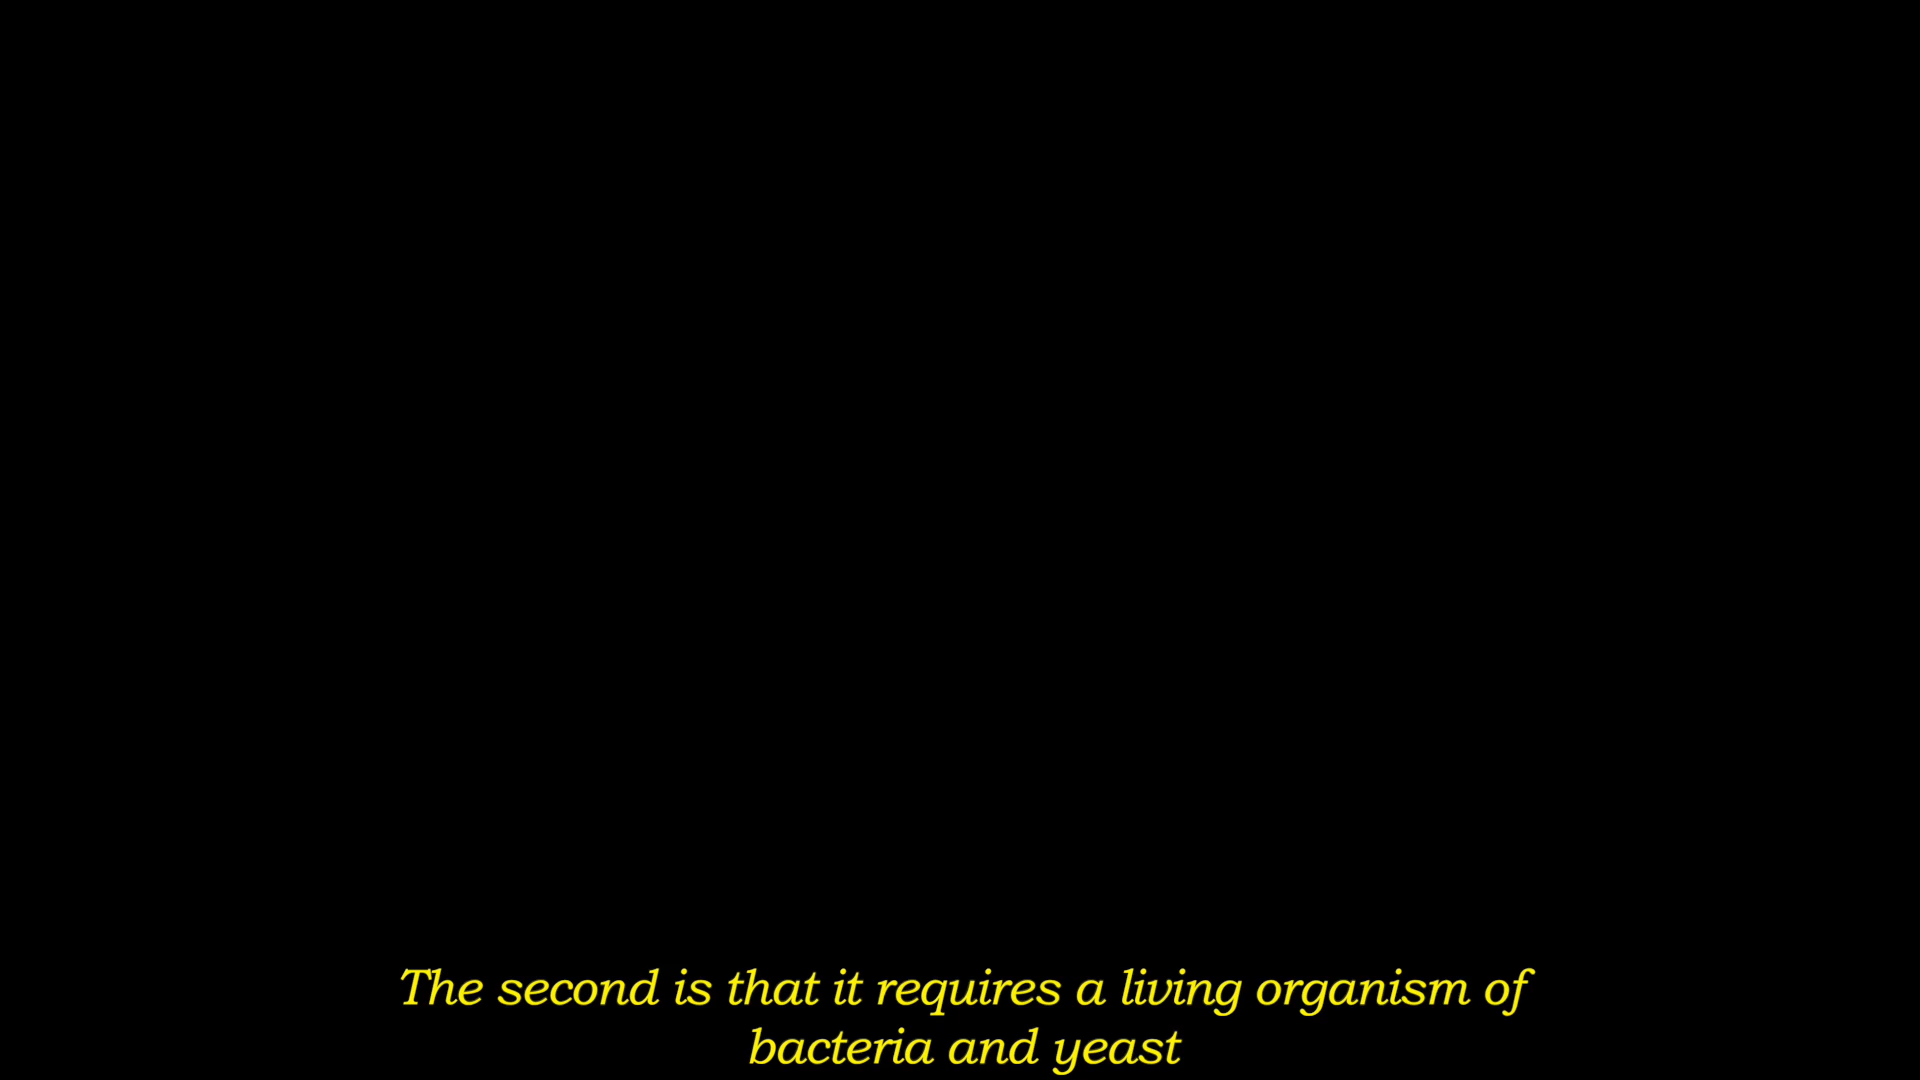 The second is that it requires a living organism of
bacteria and yeast